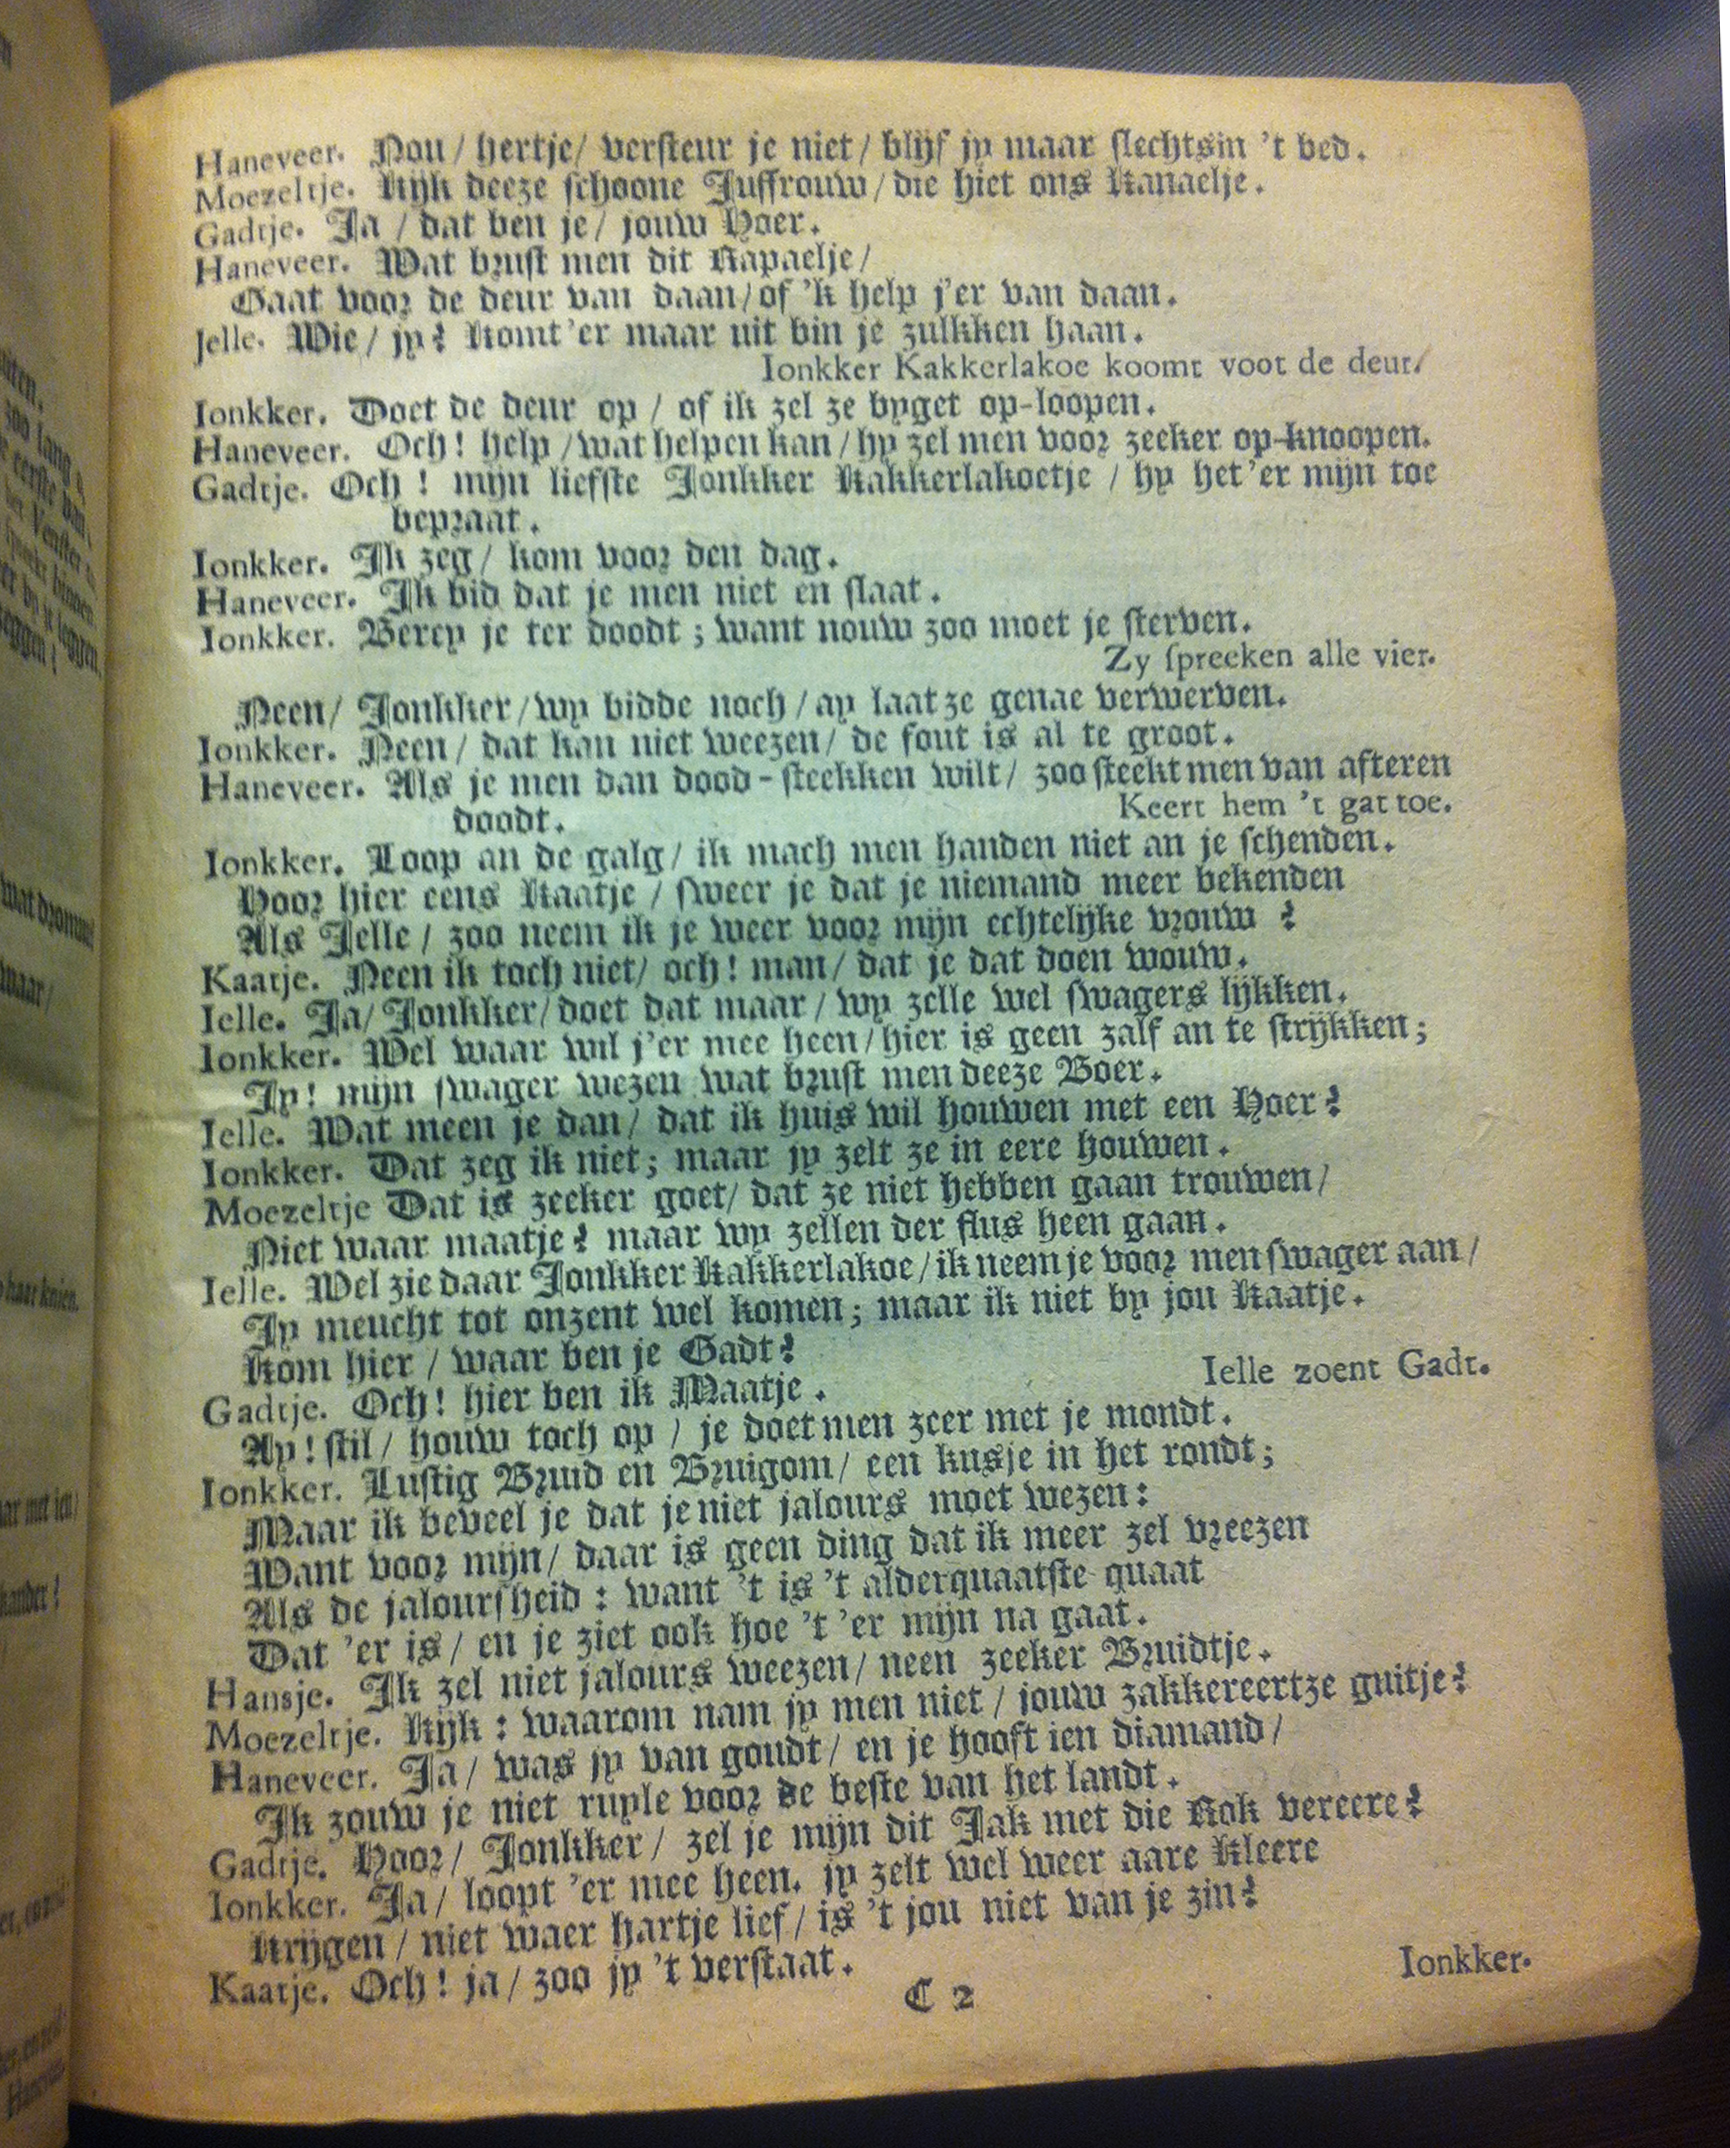 Haneveer. Nou / hertje / versteur je niet / blijf jy maar slechtsin 't bed.
Moezeltje. Kijk deeze schoone Juffrouw / die hiet ons Kanaelje.
Gadtje. Ja / dat ben je / jouw Hoer.
Haneveer. Wat brust men dit Rapaelje /
Gaat voor de deur van daan / of 'k help j'er van daan.
Jelle. Wie / jy? komt 'er maar uit bin je zulkken haan.
Ionkker Kakkerlakoe koomt voot de deur.
Ionkker. Doet de deur op / of ik zel ze byget op-loopen.
Haneveer. Och! help / wat helpen kan / hy zel men voor zeeker op-knoopen.
Gadtje. Och! mijn liefste Jonkker Kakkerlakoetje / hy het 'er mijn toe
bepraat.
Ionkker. Ik zeg / kom voor den dag.
Haneveer. Ik bid dat je men niet en slaat.
Ionkker. Berey je ter doodt; want nouw zoo moet je sterven.
Zy spreeken alle vier.
Neen / Jonkker / wy bidde noch / ay laat ze genae verwerven.
Ionkker. Neen / dat kan niet weezen / de fout is al te groot.
Haneveer. Als je men dan dood-steekken wilt / zoo steekt men van afteren
doodt.
Keert hem 't gat toe.
Ionkker. Loop an de galg / ik mach men handen niet an je schenden.
Hoor hier eens Kaatje / sweer je dat je niemand meer bekenden
Als Jelle / zoo neem ik je weer voor mijn echtelijke vrouw?
Kaatje. Neen ik toch niet / och! man / dat je dat doen wouw.
Ielle. Ja / Jonkker / doet dat maar / wy zelle wel swagers lijkken.
Ionkker. Wel waar wil j'er mee heen / hier is geen zalf an te strijkken;
Jy! mijn swager wezen wat brust men deeze Boer.
Ielle. Wat meen je dan / dat ik huis wil houwen met een Hoer?
Ionkker. Dat zeg ik niet; maar jy zelt ze in eere houwen.
Moezeltje Dat is zeeker goet / dat ze niet hebben gaan trouwen /
Niet waar maatje? maar wy zellen der flus heen gaan.
Ielle. Wel zie daar Jonkker Kakkerlakoe / ik neem je voor men swager aan /
Jy meucht tot onzent wel komen; maar ik niet by jou Kaatje.
Kom hier / waar ben je Gadt?
Ielle zoent Gadt.
Gadtje. Och! hier ben ik Maatje.
Ay! stil / houw toch op / je doet men zeer met je mondt.
Ionkker. Lustig Bruid en Bruigom / een kusje in het rondt;
Maar ik beveel je dat je niet jalours moet wezen:
Want voor mijn / daar is geen ding dat ik meer zel vreezen
Als de jaloursheid: want 't is 't alderquaatste quaat
Dat 'er is / en je ziet ook hoe 't 'er mijn na gaat.
Hansje. Ik zel niet jalours weezen / neen zeeker Bruidtje.
Moezeltje. Kijk: waarom nam jy men niet / jouw zakkereertze guitje?
Haneveer. Ja / was jy van goudt / en je hooft ien diamand /
Ik zouw je niet ruyle voor de beste van het landt.
Gadtje. Hoor / Jonkker / zel je mijn dit Jak met die Rok vereere?
Ionkker. Ja / loopt 'er mee heen. jy zelt wel weer aare Kleere
Krijgen / niet waer hartje lief / is 't jou niet van je zin?
Kaatje. Och! ja / zoo jy 't verstaat.
C 2
Ionkker.